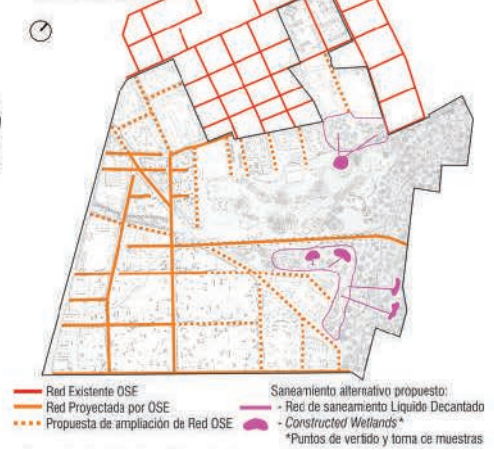 Red Existente OSE
Red Proyectada por OSE
Propuesta de ampliación de Red OSE
Saneamiento alternativo propuesto:
- Red de saneamiento Líquido Decantado
- Constructed Wetlands*
*Puntos de vertido y toma de muestras